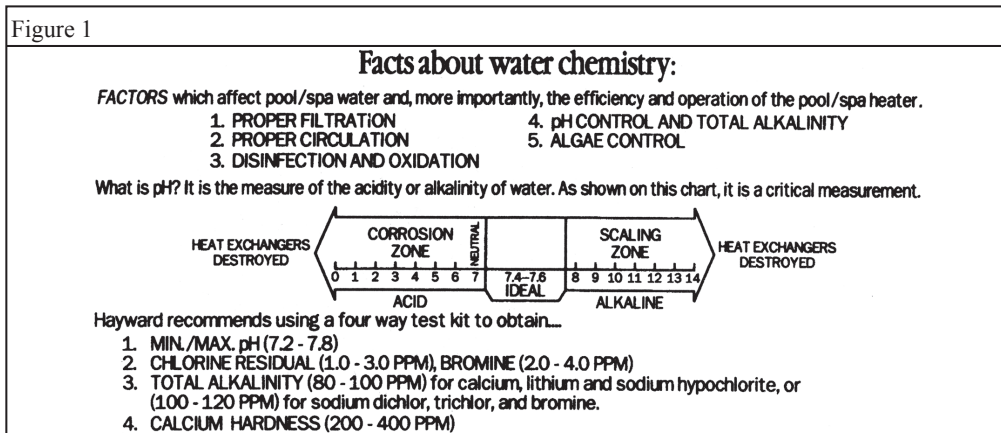 Figure 1
Facts about water chemistry:
FACTORS which affect pool/spa water and, more importantly, the efficiency and operation of the pool/spa heater.
1. PROPER FILTRATION
2. PROPER CIRCULATION
3. DISINFECTION AND OXIDATION
4. pH CONTROL AND TOTAL ALKALINITY
5. ALGAE CONTROL
What is pH? It is the measure of the acidity or alkalinity of water. As shown on this chart, it is a critical measurement.
HEAT EXCHANGERS
DESTROYED
CORROSION
ZONE
NEUTRAL
SCALING
ZONE
HEAT EXCHANGERS
DESTROYED
0 1 2 3 4 5 6 7 7.4-7.6 8 9 10 11 12 13 14
IDEAL
ACID
ALKALINE
Hayward recommends using a four way test kit to obtain....
1. MIN./MAX. pH (7.2 - 7.8)
2. CHLORINE RESIDUAL (1.0 - 3.0 PPM), BROMINE (2.0 - 4.0 PPM)
3. TOTAL ALKALINITY (80 - 100 PPM) for calcium, lithium and sodium hypochlorite, or
(100 - 120 PPM) for sodium dichlor, trichlor, and bromine.
4. CALCIUM HARDNESS (200 - 400 PPM)